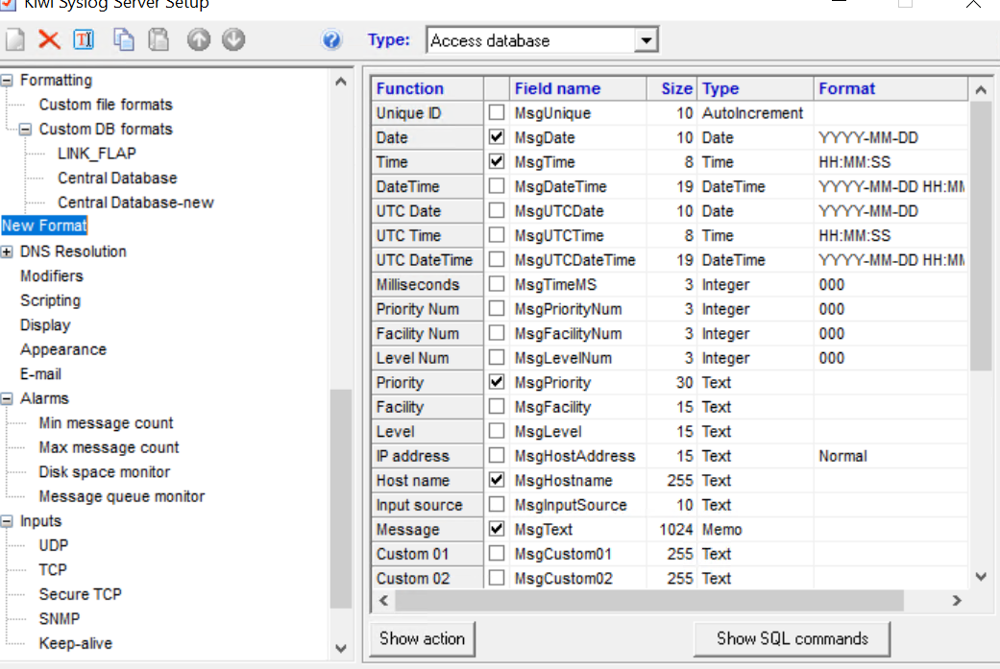 Kiwi Syslog Server Setup
Type: Access database
Formatting
Custom file formats
Custom DB formats
LINK_FLAP
Central Database
Central Database-new
New Format
DNS Resolution
Modifiers
Scripting
Display
Appearance
E-mail
Alarms
Min message count
Max message count
Disk space monitor
Message queue monitor
Inputs
UDP
TCP
Secure TCP
SNMP
Keep-alive
Function Field name Size Type Format
Unique ID MsgUnique 10 AutoIncrement
Date MsgDate 10 Date YYYY-MM-DD
Time MsgTime 8 Time HH:MM:SS
DateTime MsgDateTime 19 DateTime YYYY-MM-DD HH:MM
UTC Date MsgUTCDate 10 Date YYYY-MM-DD
UTC Time MsgUTCTime 8 Time HH:MM:SS
UTC DateTime MsgUTCDateTime 19 DateTime YYYY-MM-DD HH:MM
Milliseconds MsgTimeMS 3 Integer 000
Priority Num MsgPriorityNum 3 Integer 000
Facility Num MsgFacilityNum 3 Integer 000
Level Num MsgLevelNum 3 Integer 000
Priority MsgPriority 30 Text
Facility MsgFacility 15 Text
Level MsgLevel 15 Text
IP address MsgHostAddress 15 Text Normal
Host name MsgHostname 255 Text
Input source MsgInputSource 10 Text
Message MsgText 1024 Memo
Custom 01 MsgCustom01 255 Text
Custom 02 MsgCustom02 255 Text
Show action Show SQL commands